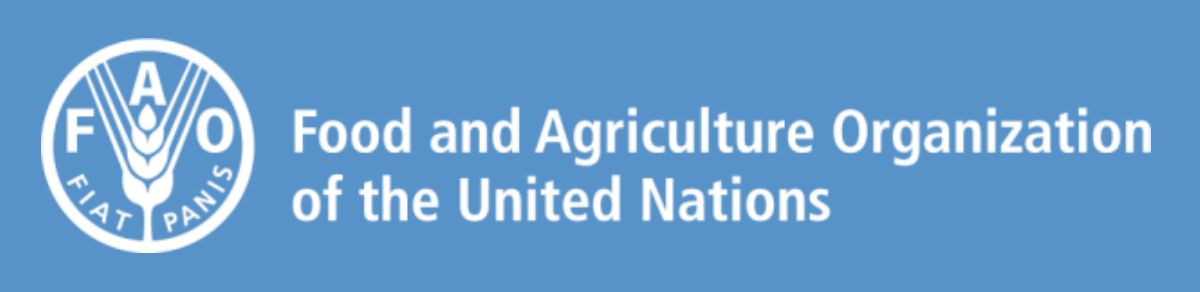 F A O
FIAT PANIS
Food and Agriculture Organization
of the United Nations